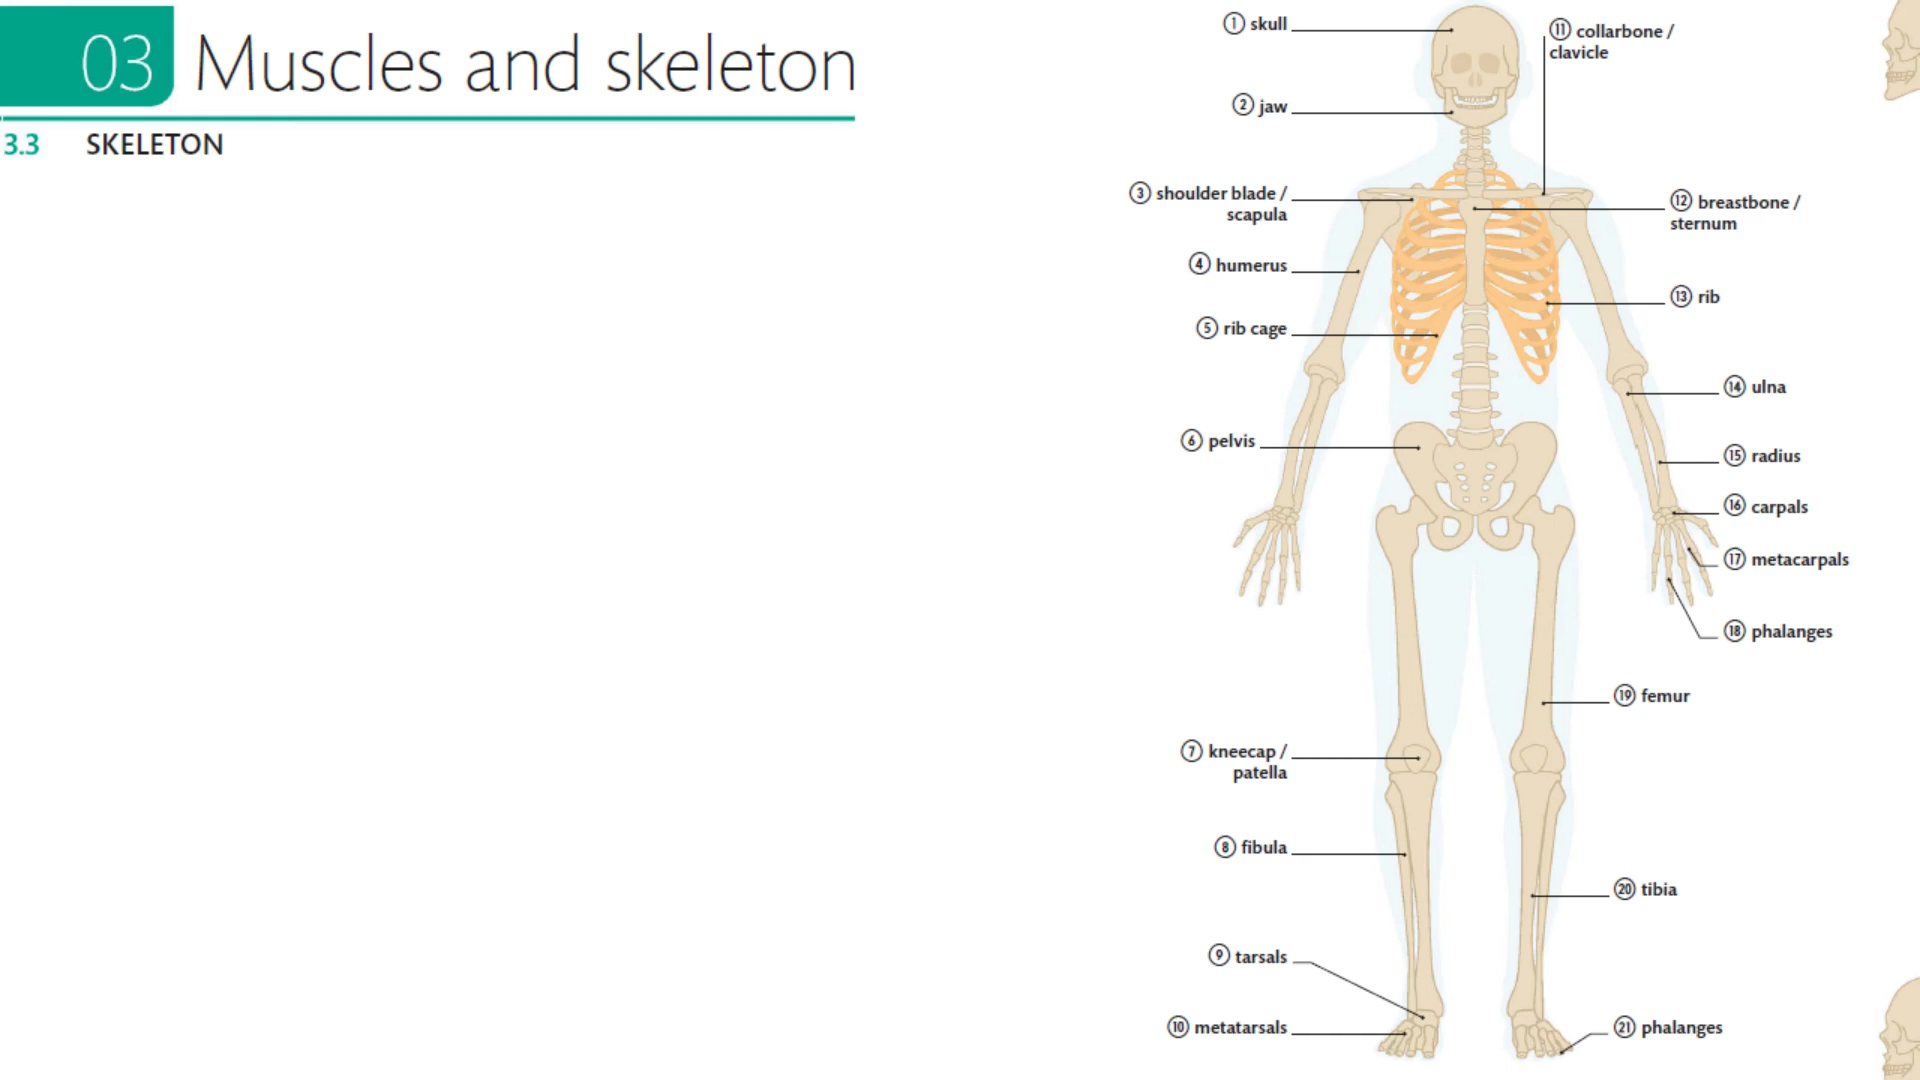 03 Muscles and skeleton
3.3 SKELETON
① skull
② jaw
③ shoulder blade /
scapula
④ humerus
⑤ rib cage
⑥ pelvis
⑦ kneecap /
patella
⑧ fibula
⑨ tarsals
⑩ metatarsals
⑪ collarbone /
clavicle
⑫ breastbone /
sternum
⑬ rib
⑭ ulna
⑮ radius
⑯ carpals
⑰ metacarpals
⑱ phalanges
⑲ femur
⑳ tibia
㉑ phalanges